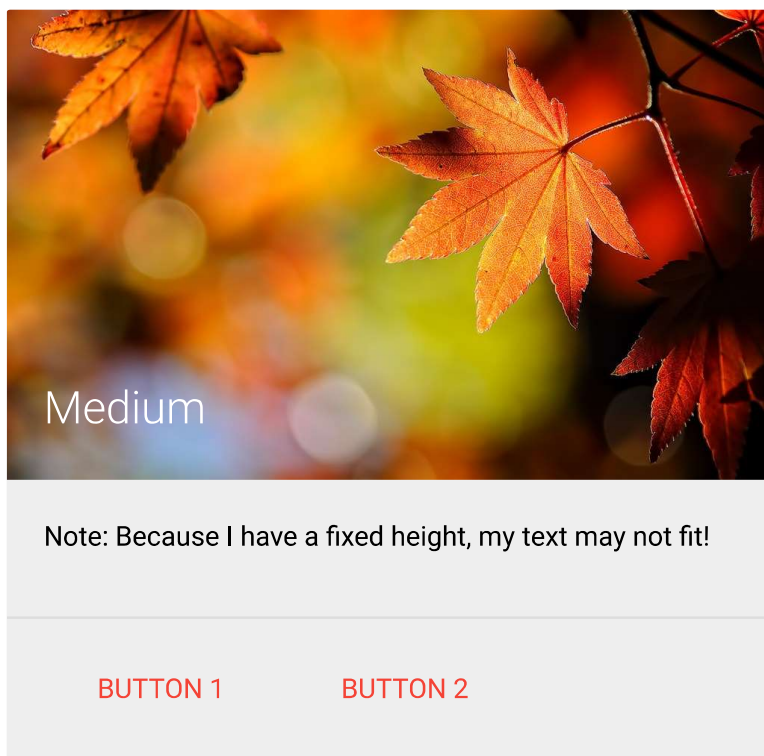 Medium
Note: Because I have a fixed height, my text may not fit!
BUTTON 1
BUTTON 2